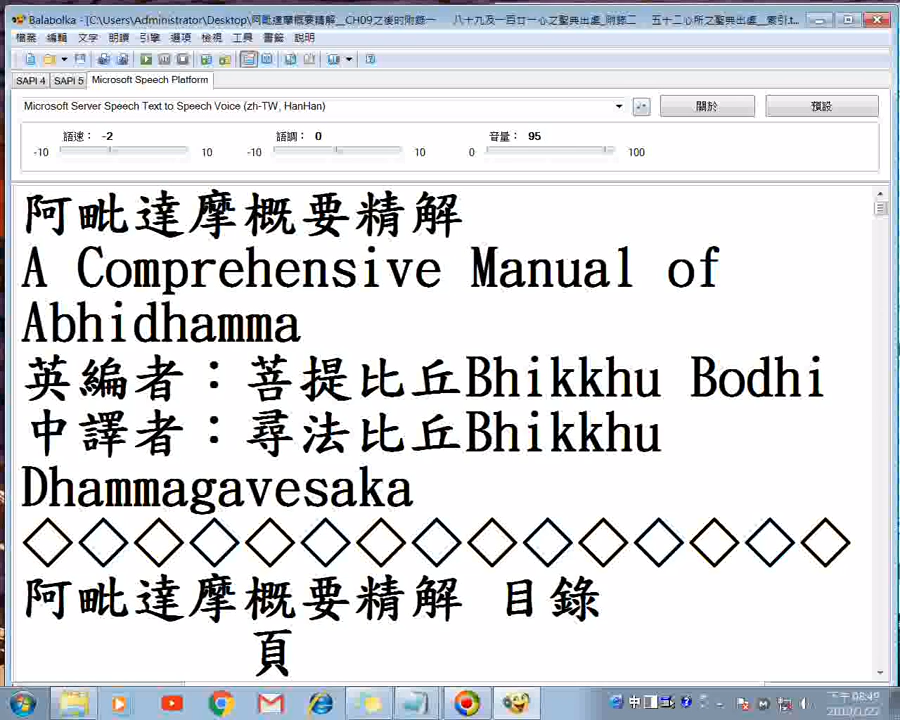 Balabolka - [C:\Users\Administrator\Desktop\阿毗達摩概要精解__CH09之後附錄一 八十九及一百廿一心之聖典出處_附錄二 五十二心所之聖典出處__索引.t...
檔案 編輯 文字 朗讀 引擎 選項 檢視 工具 書籤 說明
SAPI 4 SAPI 5 Microsoft Speech Platform
Microsoft Server Speech Text to Speech Voice (zh-TW, HanHan) 關於 預設
語速： -2 語調： 0 音量： 95
-10 10 -10 10 0 100
阿毗達摩概要精解
A Comprehensive Manual of
Abhidhamma
英編者：菩提比丘Bhikkhu Bodhi
中譯者：尋法比丘Bhikkhu
Dhammagavesaka
◇◇◇◇◇◇◇◇◇◇◇◇◇◇◇
阿毗達摩概要精解 目錄
頁
中
下午 08:49